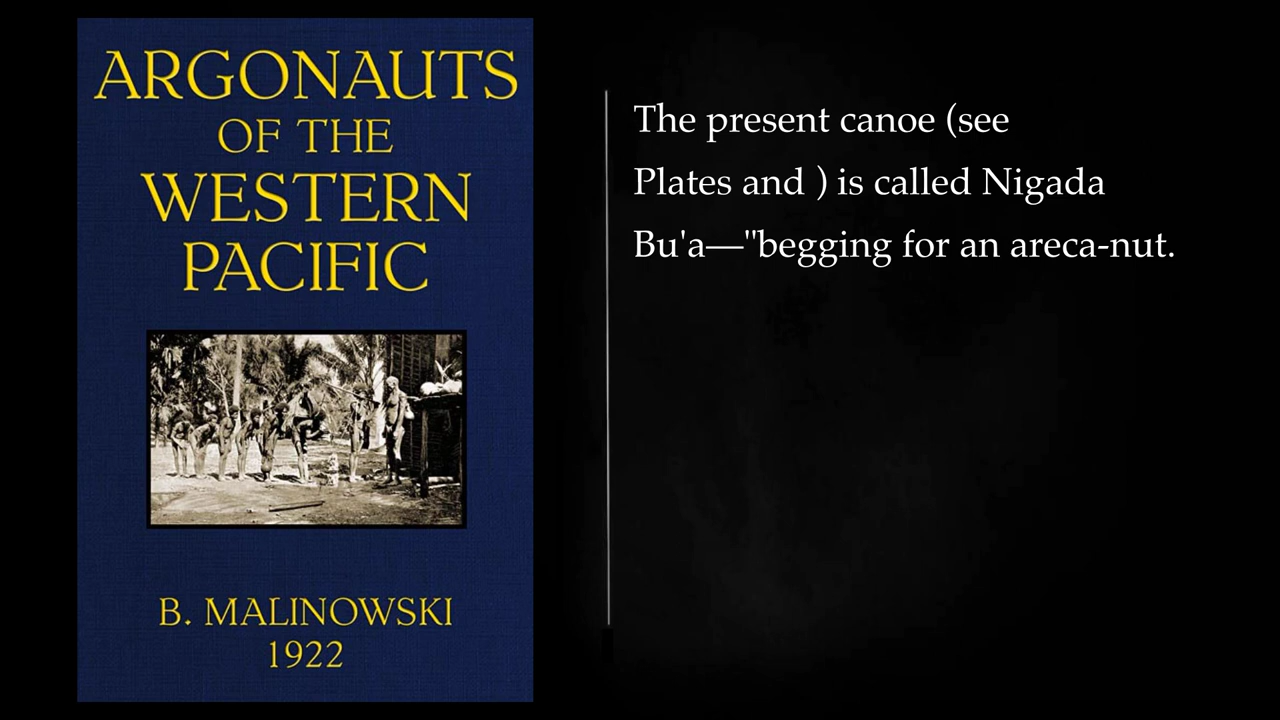 ARGONAUTS
OF THE
WESTERN
PACIFIC
B. MALINOWSKI
1922
The present canoe (see
Plates and ) is called Nigada
Bu'a—"begging for an areca-nut.